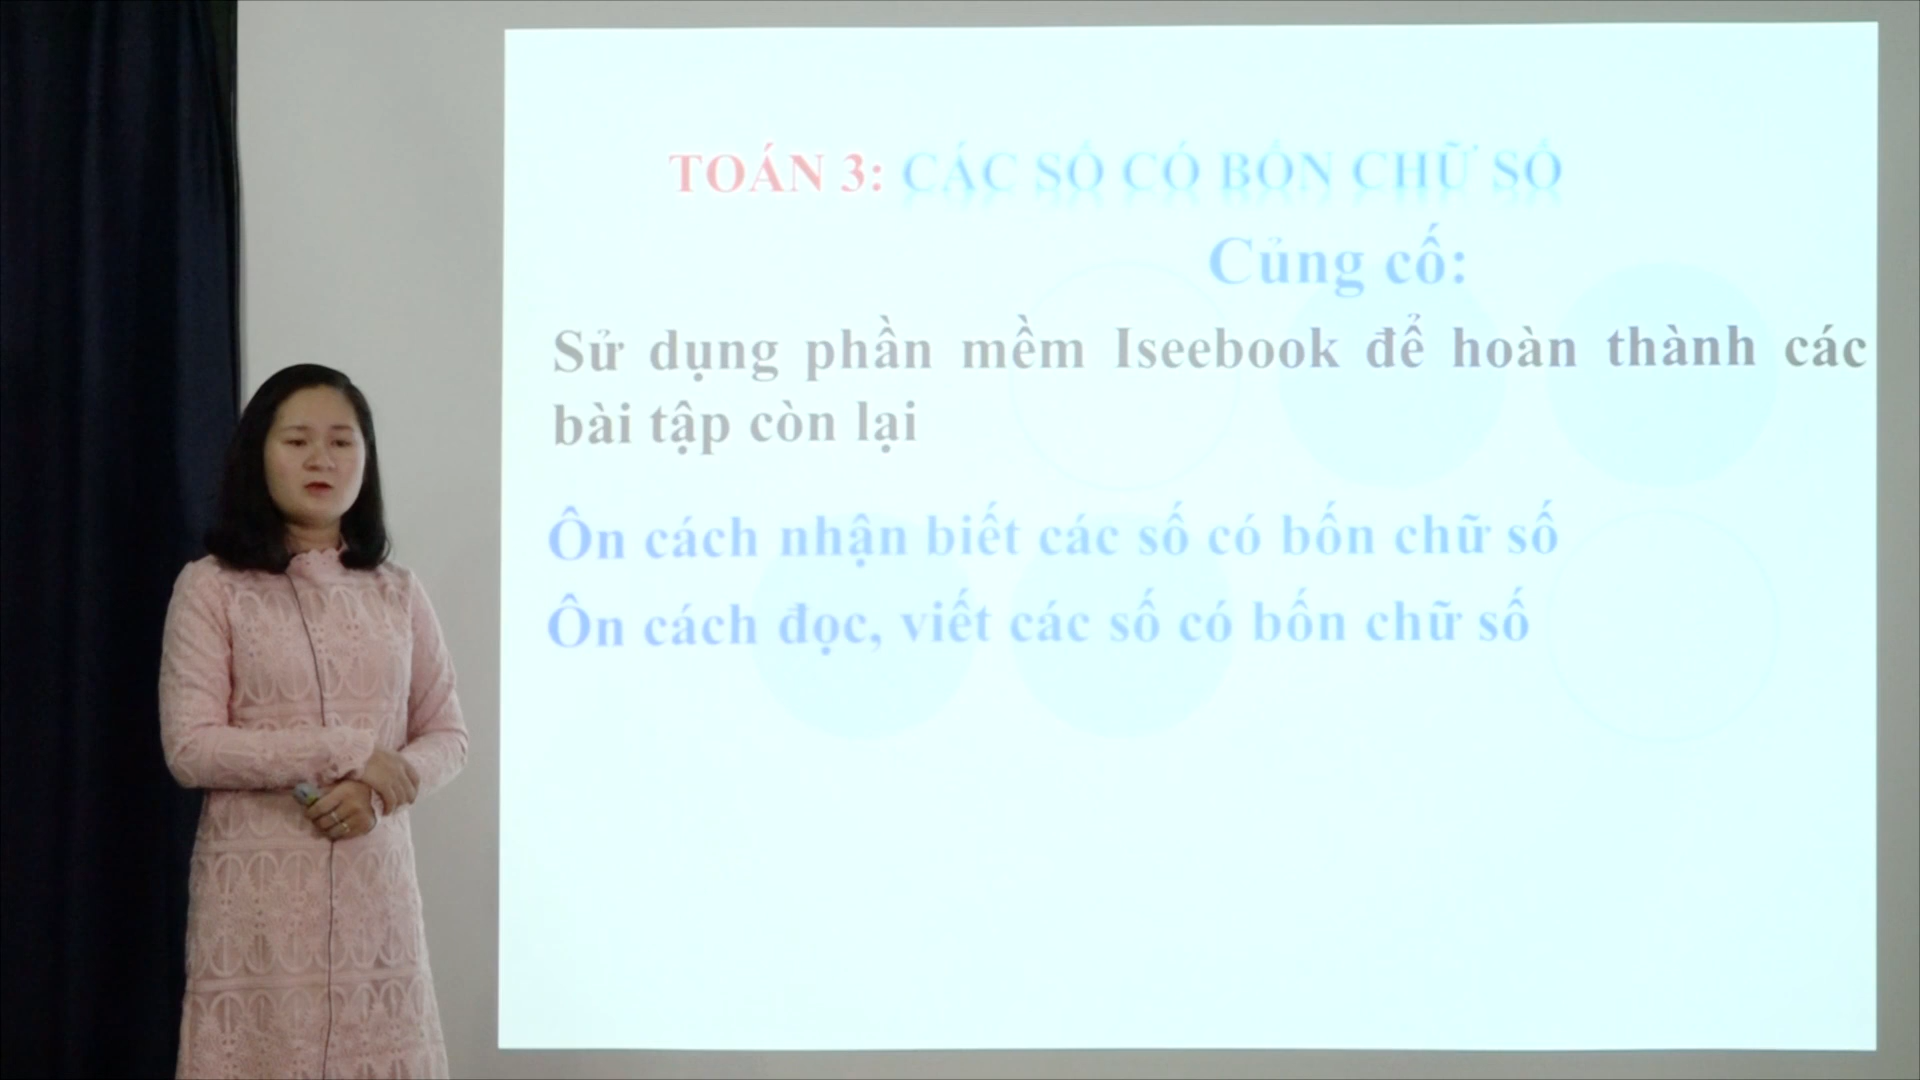 TOÁN 3: CÁC SỐ CÓ BỐN CHỮ SỐ
Củng cố:
Sử dụng phần mềm Iseebook để hoàn thành các
bài tập còn lại
Ôn cách nhận biết các số có bốn chữ số
Ôn cách đọc, viết các số có bốn chữ số